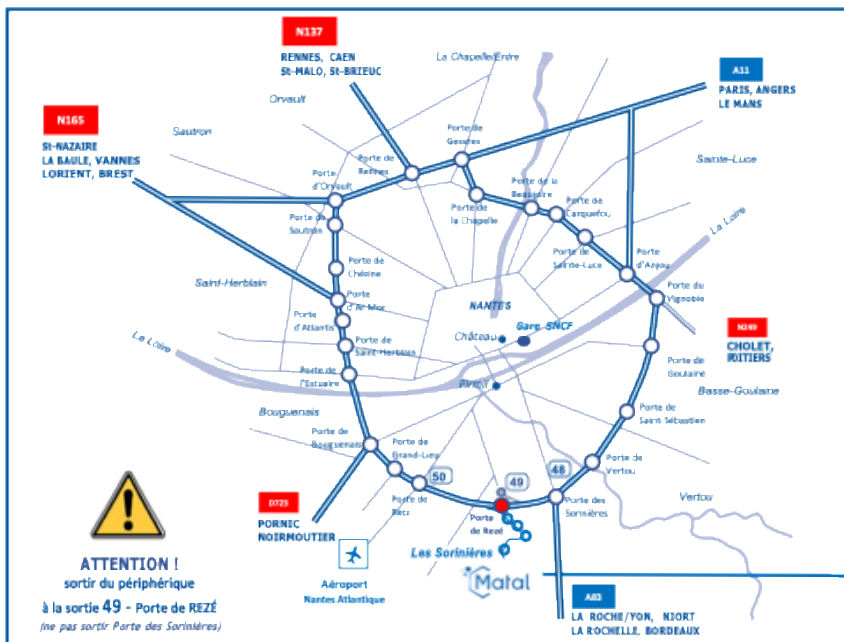 N137
RENNES, CAEN
St-MALO, St-BRIEUC
La Chapelle/Erdre
A11
PARIS, ANGERS
LE MANS
Orvault
N165
St-NAZAIRE
LA BAULE, VANNES
LORIENT, BREST
Sautron
Porte de
Gesvres
Porte de
Rennes
Sainte-Luce
Porte
d'Orvault
Porte de la
Beaujoire
Porte de
la Chapelle
Porte de
Carquefou
Porte de
Sautron
La Loire
Porte de
Sainte-Luce
Porte
d'Anjou
Porte de
Saint-Herblain
Porte du
Vignoble
Porte
d'Ar Mor
NANTES
Porte
d'Atlantis
Gare SNCF
Château
N249
CHOLET,
POITIERS
Porte de
Saint-Herblain
La Loire
Porte de
Goulaine
Porte de
l'Estuaire
Basse-Goulaine
Bouguenais
Porte de
Saint Sébastien
Porte de
Bouguenais
Porte de
Grand-Lieu
Porte de
Vertou
50
49
48
Porte de
Retz
Porte des
Sorinières
Vertou
D723
PORNIC
NOIRMOUTIER
Porte
de Rezé
Les Sorinières
Matal
ATTENTION !
sortir du périphérique
à la sortie 49 - Porte de REZÉ
(ne pas sortir Porte des Sorinières)
Aéroport
Nantes Atlantique
A83
LA ROCHE/YON, NIORT
LA ROCHELLE, BORDEAUX